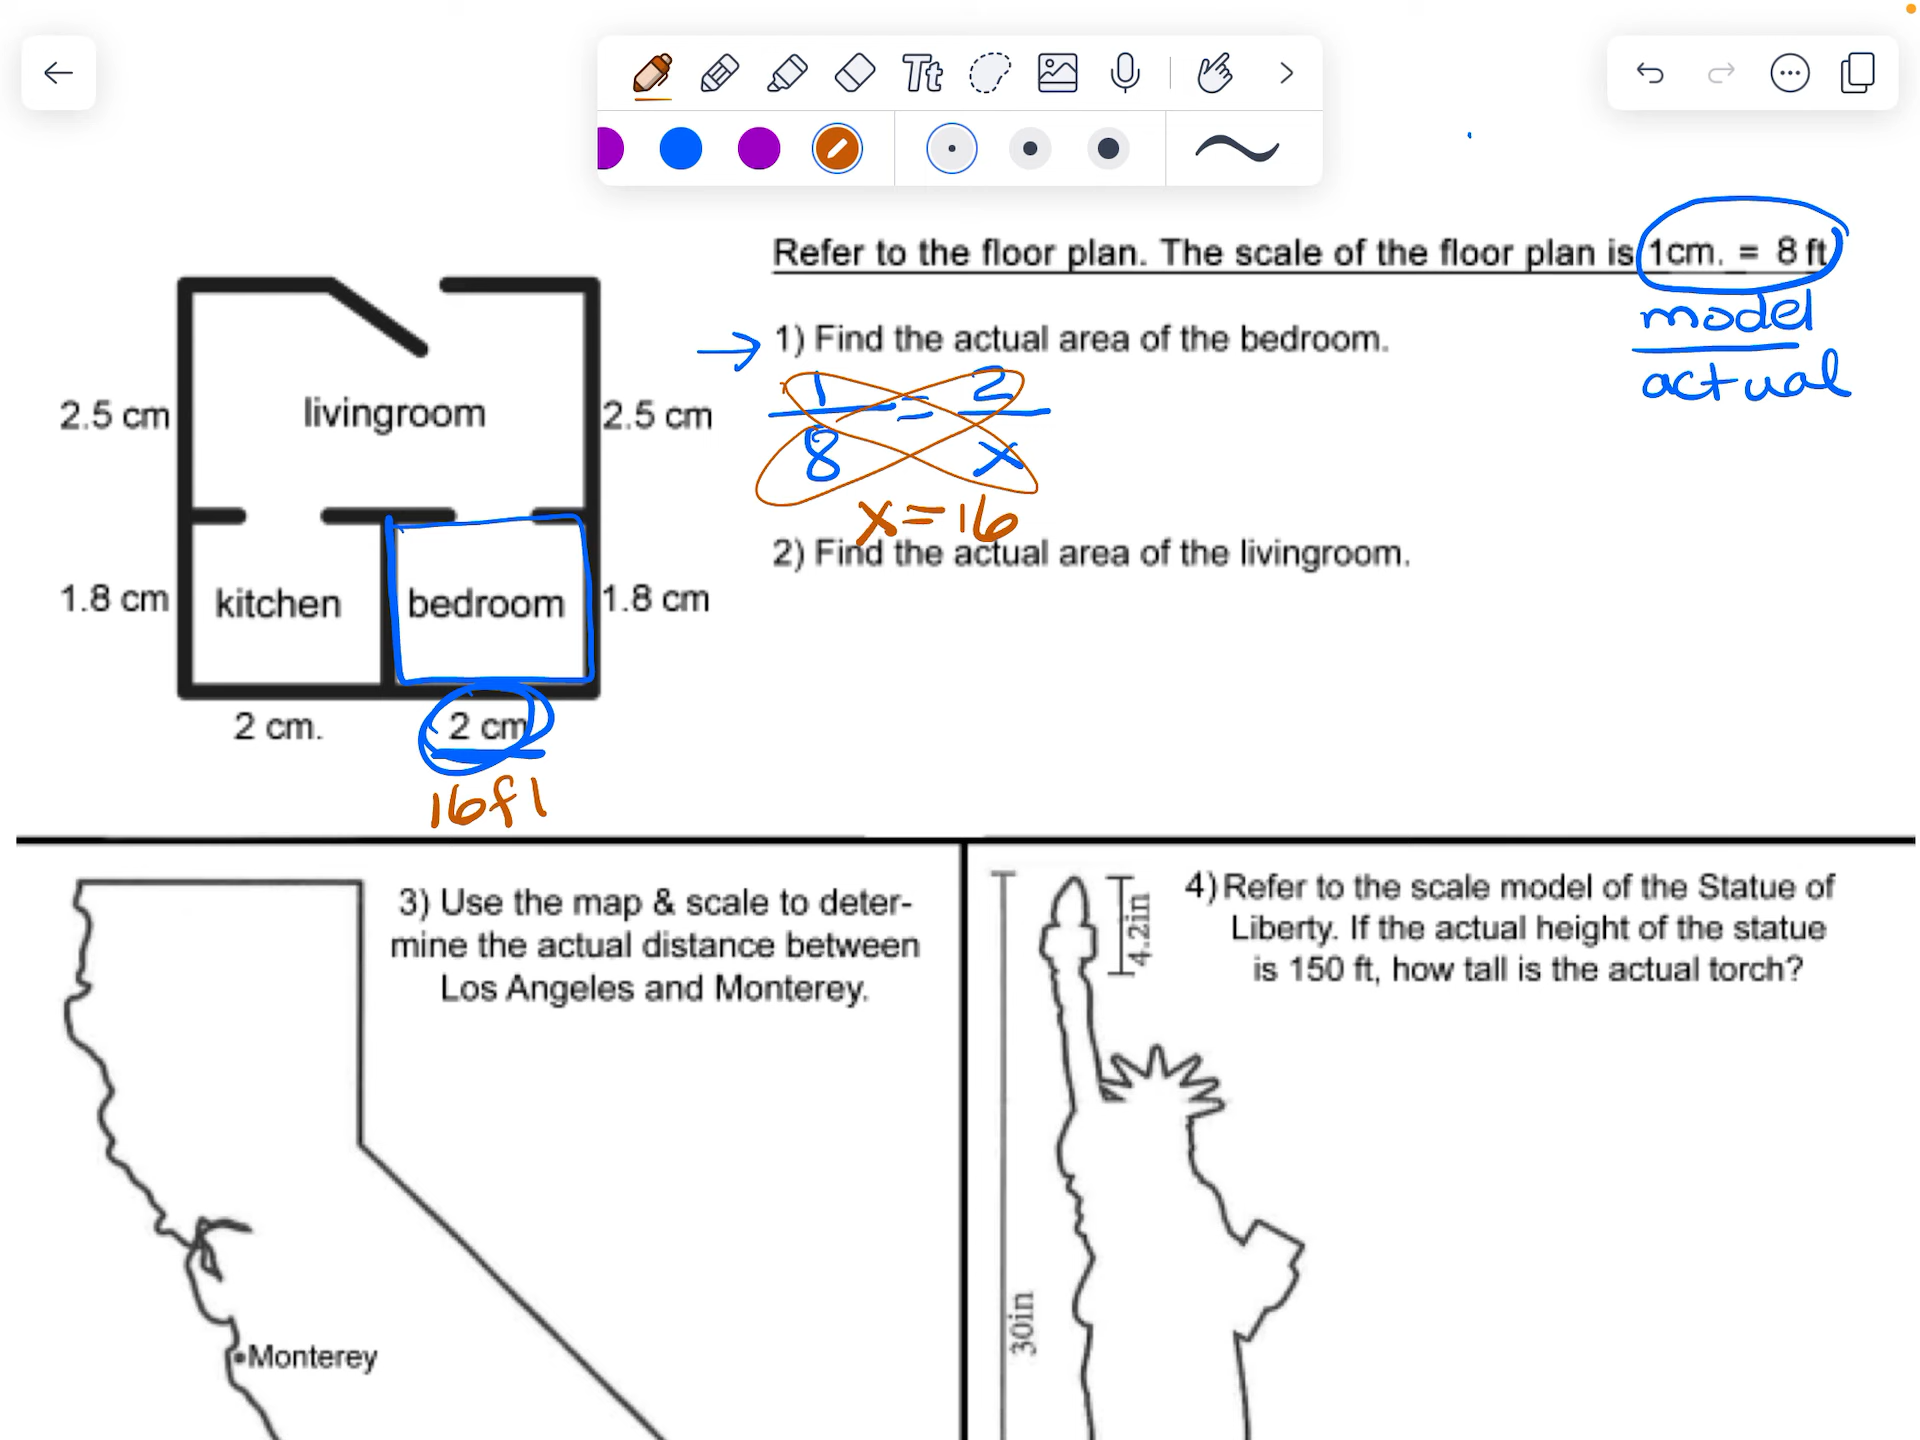 Tt
Refer to the floor plan. The scale of the floor plan is 1cm. = 8 ft
model
actual
1) Find the actual area of the bedroom.
1 = 2
8 x
x = 16
2) Find the actual area of the livingroom.
2.5 cm livingroom 2.5 cm
1.8 cm kitchen bedroom 1.8 cm
2 cm. 2 cm
16f1
3) Use the map & scale to deter-
mine the actual distance between
Los Angeles and Monterey.
Monterey
4) Refer to the scale model of the Statue of
Liberty. If the actual height of the statue
is 150 ft, how tall is the actual torch?
4.2in
30in